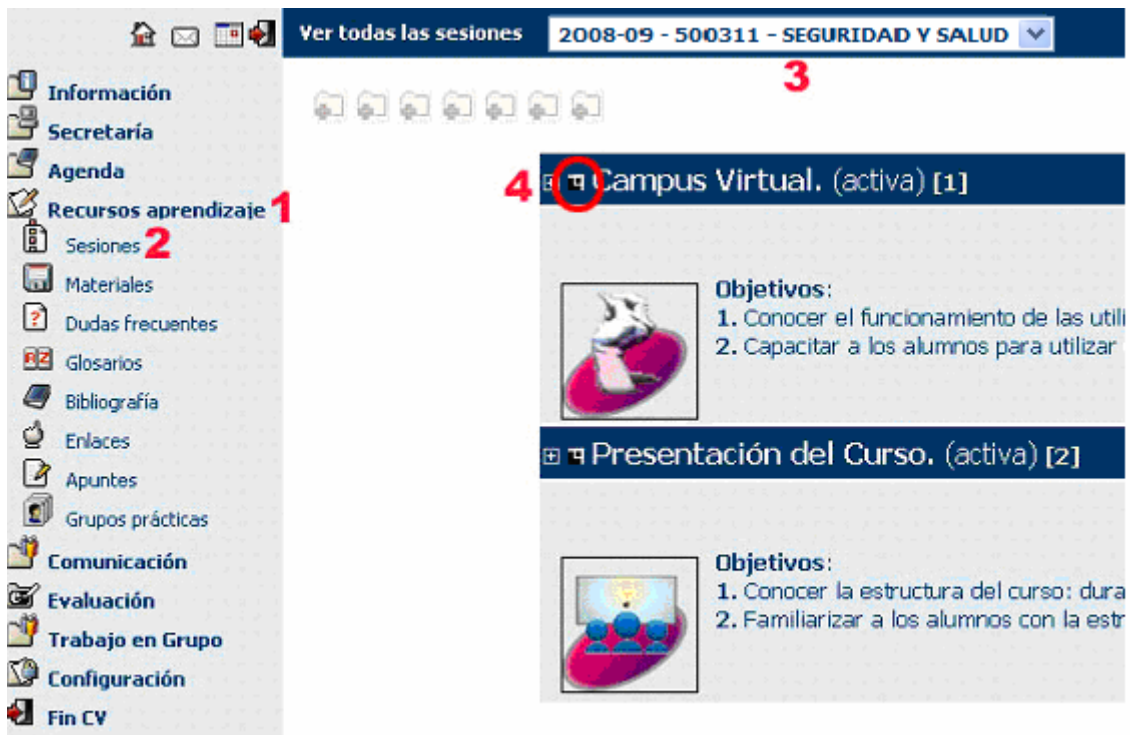 Ver todas las sesiones 2008-09 - 500311 - SEGURIDAD Y SALUD
3
Información
Secretaría
Agenda
Recursos aprendizaje 1
Sesiones 2
Materiales
Dudas frecuentes
Glosarios
Bibliografía
Enlaces
Apuntes
Grupos prácticas
Comunicación
Evaluación
Trabajo en Grupo
Configuración
Fin CV
4 Campus Virtual. (activa) [1]
Objetivos:
1. Conocer el funcionamiento de las utili
2. Capacitar a los alumnos para utilizar
Presentación del Curso. (activa) [2]
Objetivos:
1. Conocer la estructura del curso: dura
2. Familiarizar a los alumnos con la estr